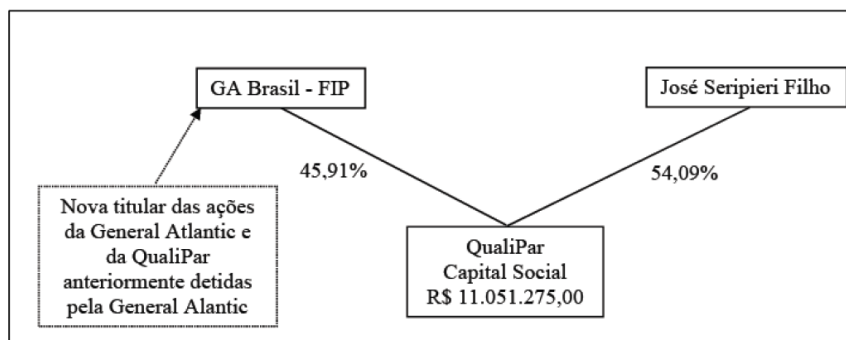 GA Brasil - FIP
José Seripieri Filho
45,91%
54,09%
Nova titular das ações
da General Atlantic e
da QualiPar
anteriormente detidas
pela General Alantic
QualiPar
Capital Social
R$ 11.051.275,00